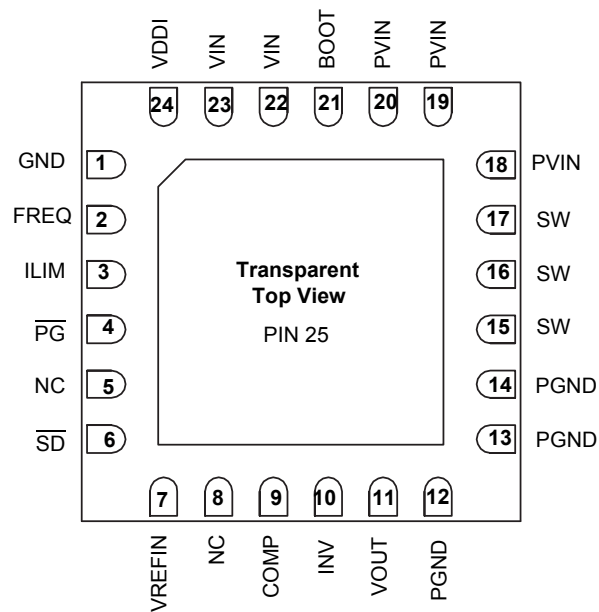 VDDI VIN VIN BOOT PVIN PVIN
24 23 22 21 20 19
GND 1
FREQ 2
ILIM 3
PG 4
NC 5
SD 6
Transparent
Top View
PIN 25
18 PVIN
17 SW
16 SW
15 SW
14 PGND
13 PGND
7 8 9 10 11 12
VREFIN NC COMP INV VOUT PGND